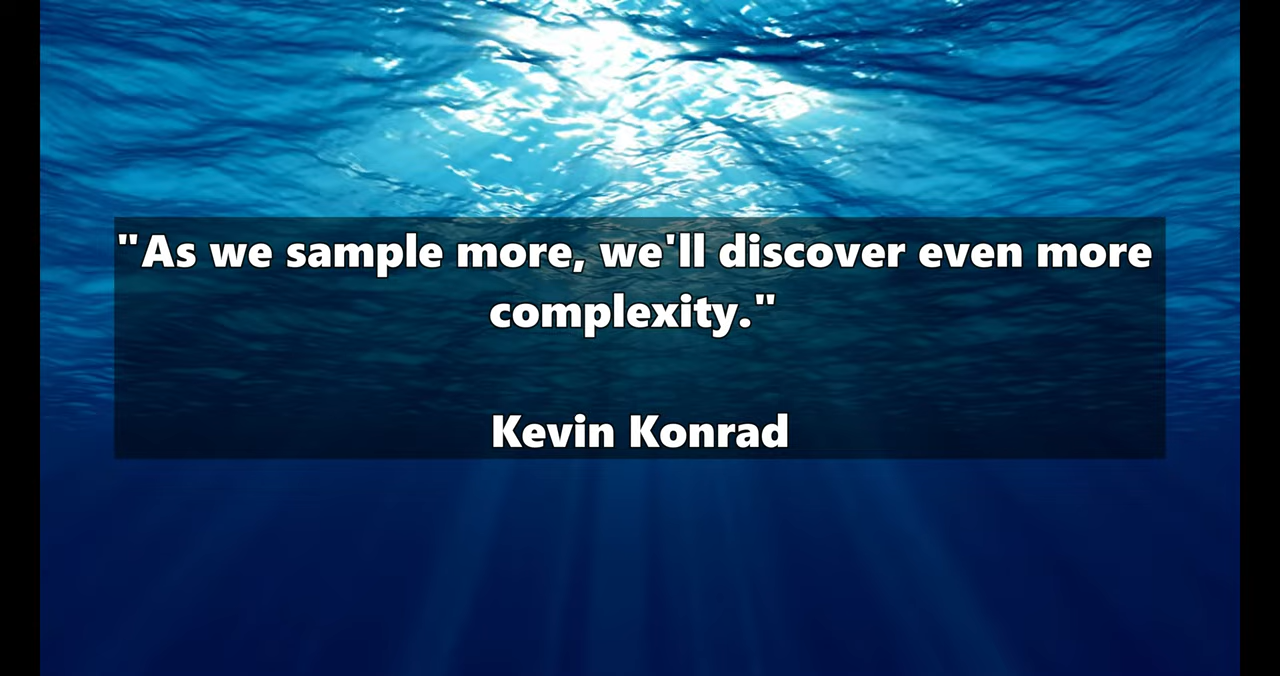 "As we sample more, we'll discover even more
complexity."
Kevin Konrad